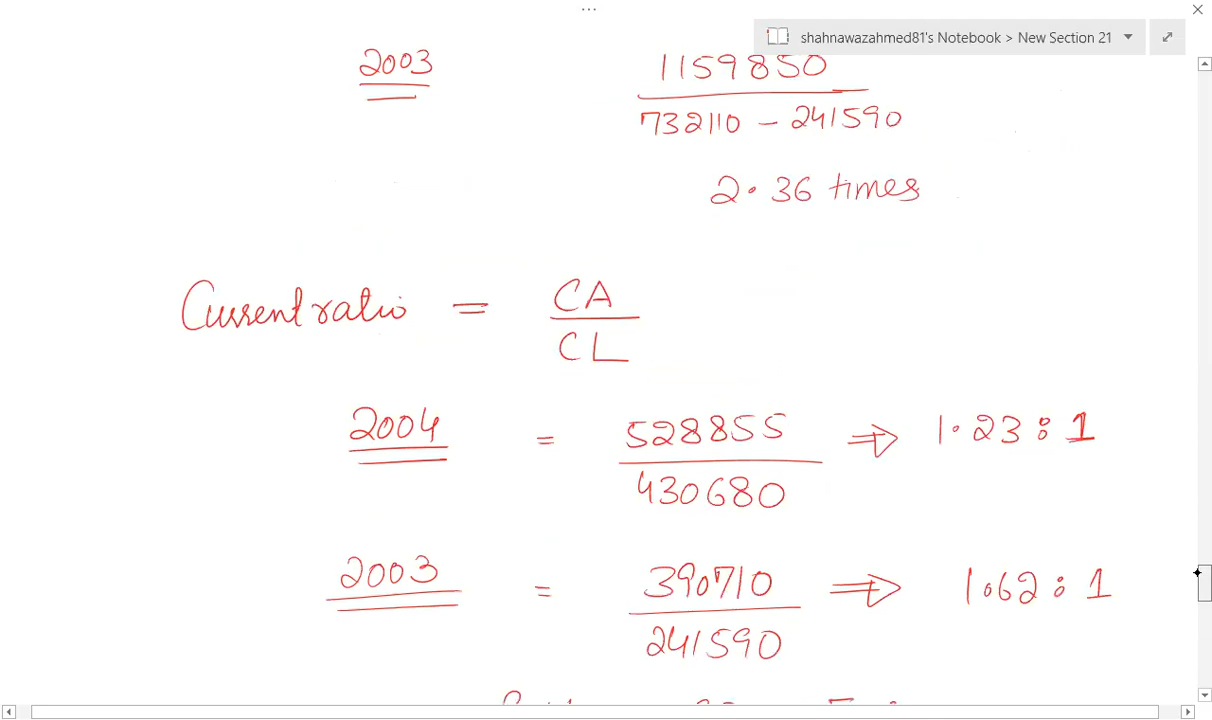 shahnawazahmed81's Notebook > New Section 21
2003
1159850
732110 - 241590
2.36 times
Current ratio = CA
CL
2004 = 528855 ⇒ 1.23 : 1
430680
2003 = 390710 ⇒ 1.62 : 1
241590